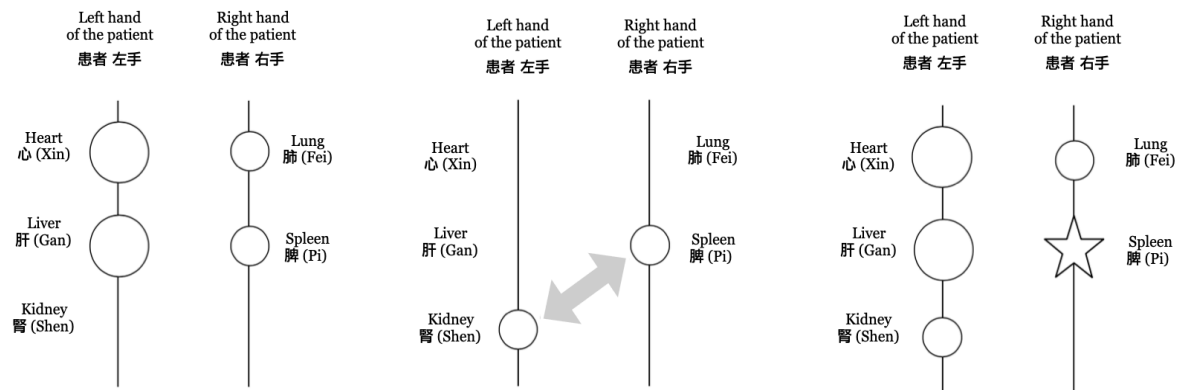 Left hand
of the patient
患者 左手
Right hand
of the patient
患者 右手
Heart
心 (Xin)
Lung
肺 (Fei)
Liver
肝 (Gan)
Spleen
脾 (Pi)
Kidney
腎 (Shen)
Left hand
of the patient
患者 左手
Right hand
of the patient
患者 右手
Heart
心 (Xin)
Lung
肺 (Fei)
Liver
肝 (Gan)
Spleen
脾 (Pi)
Kidney
腎 (Shen)
Left hand
of the patient
患者 左手
Right hand
of the patient
患者 右手
Heart
心 (Xin)
Lung
肺 (Fei)
Liver
肝 (Gan)
Spleen
脾 (Pi)
Kidney
腎 (Shen)